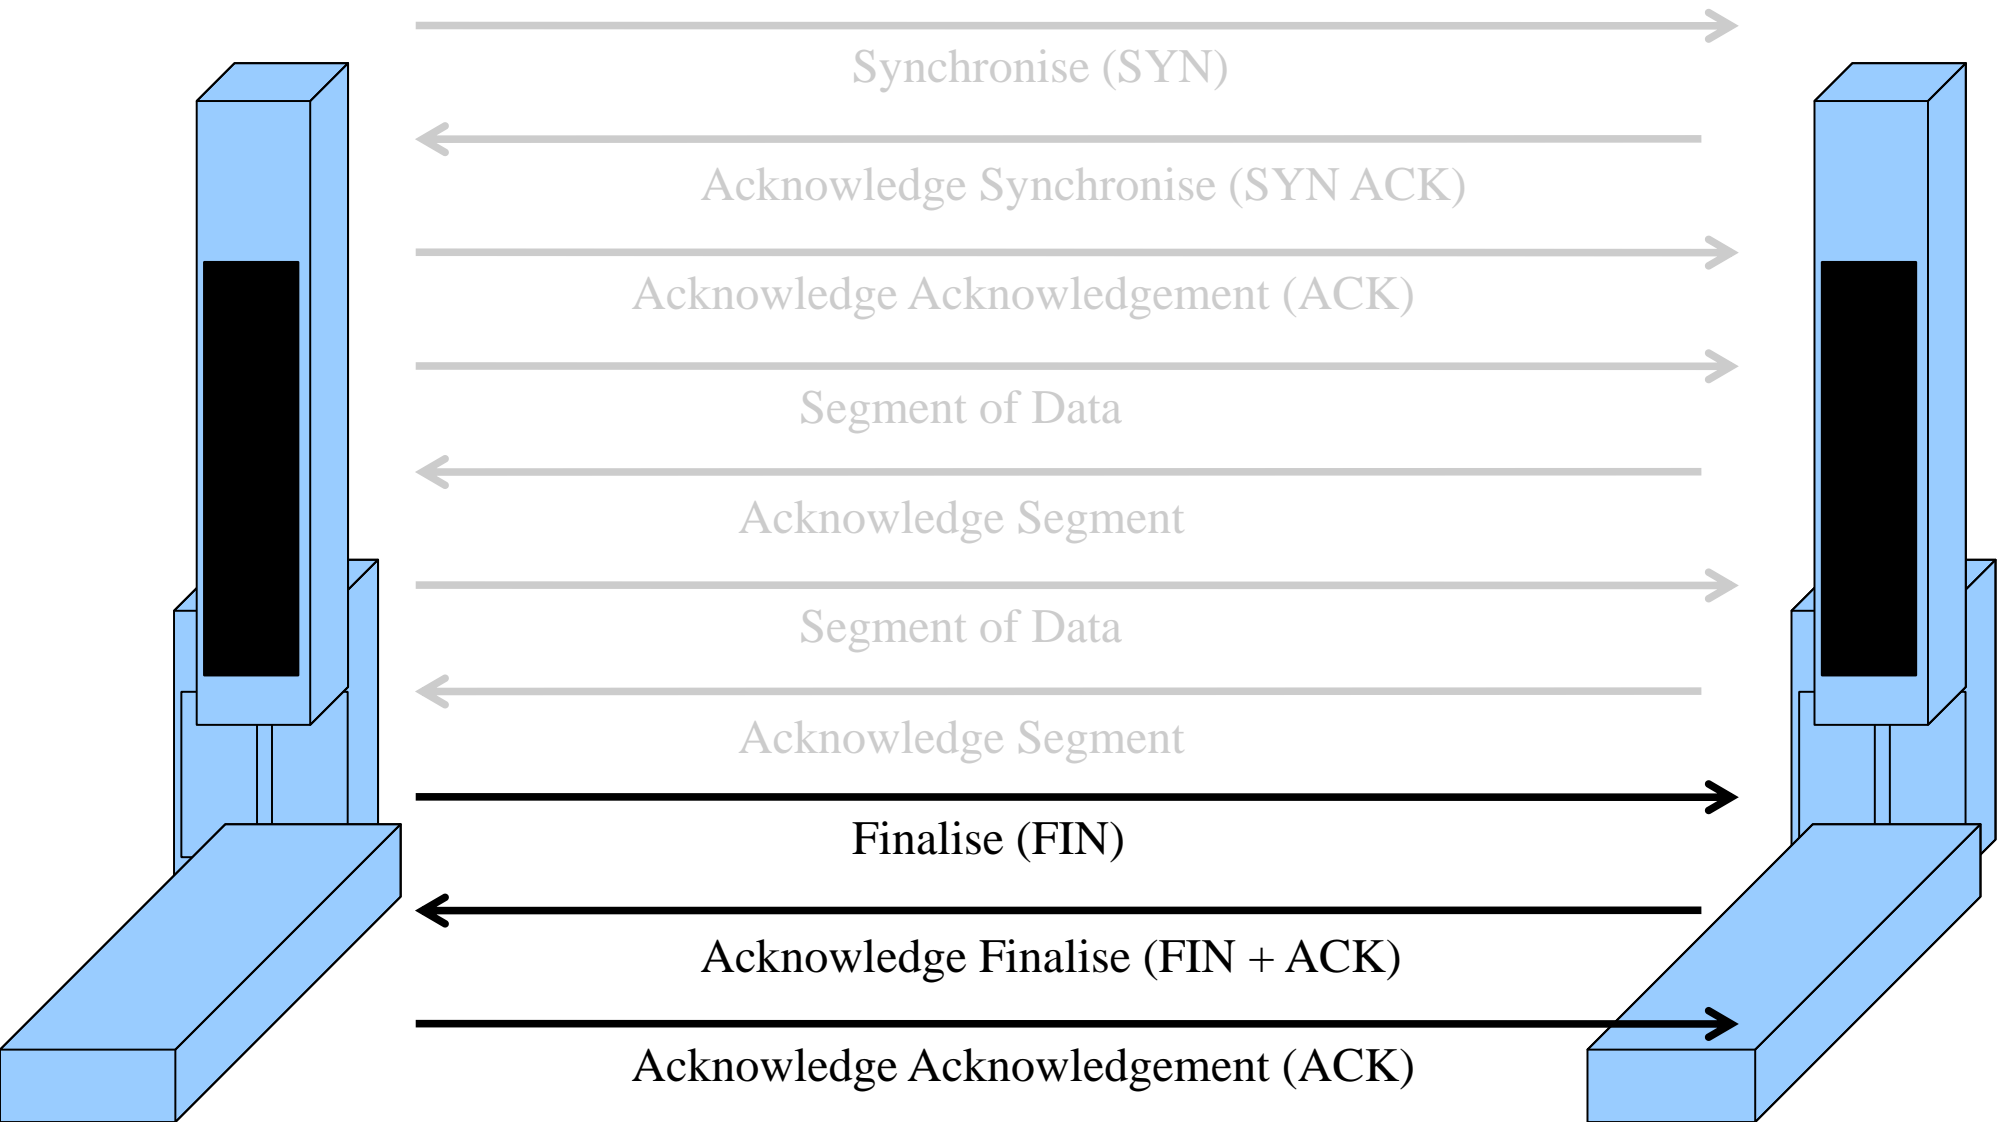 Synchronise (SYN)
Acknowledge Synchronise (SYN ACK)
Acknowledge Acknowledgement (ACK)
Segment of Data
Acknowledge Segment
Segment of Data
Acknowledge Segment
Finalise (FIN)
Acknowledge Finalise (FIN + ACK)
Acknowledge Acknowledgement (ACK)